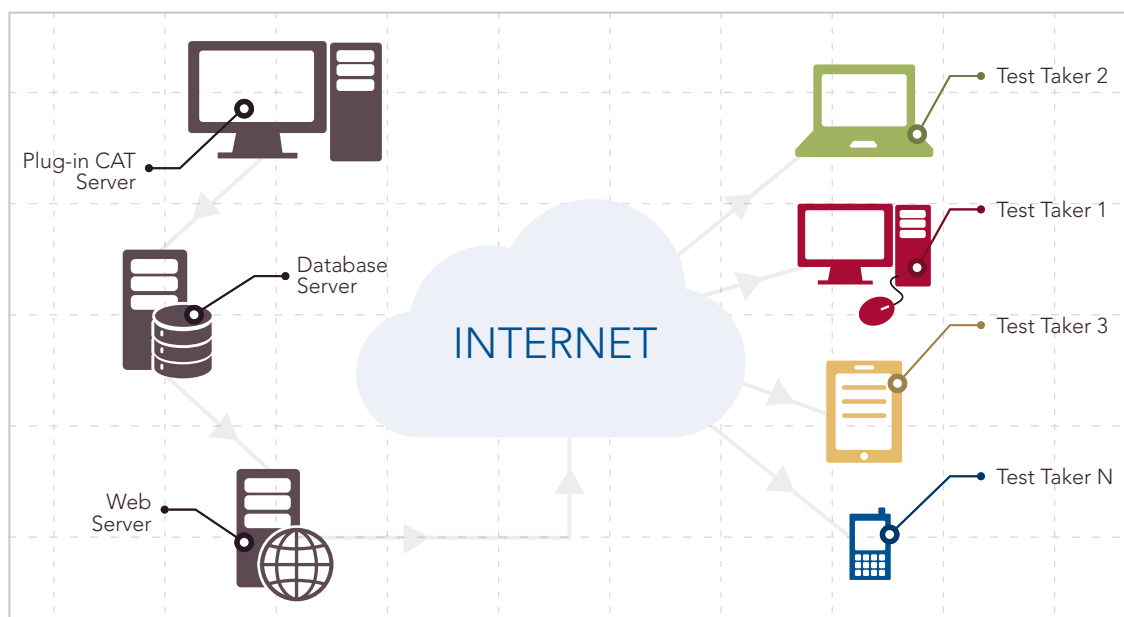 Plug-in CAT
Server
Database
Server
Web
Server
INTERNET
Test Taker 2
Test Taker 1
Test Taker 3
Test Taker N